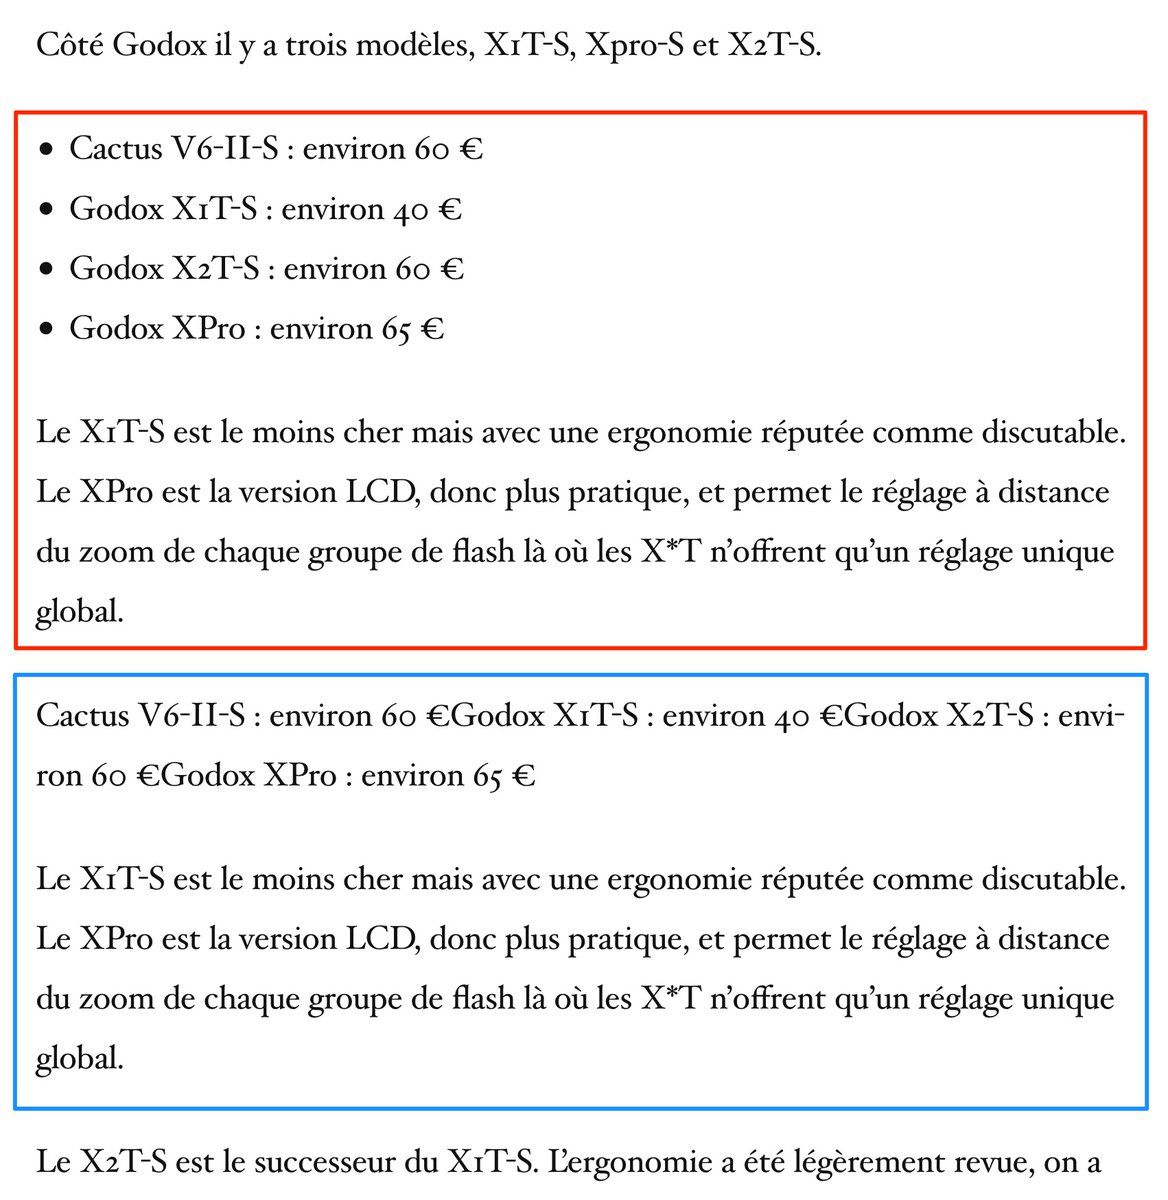 Côté Godox il y a trois modèles, X1T-S, Xpro-S et X2T-S.
• Cactus V6-II-S : environ 60 €
• Godox X1T-S : environ 40 €
• Godox X2T-S : environ 60 €
• Godox XPro : environ 65 €
Le X1T-S est le moins cher mais avec une ergonomie réputée comme discutable.
Le XPro est la version LCD, donc plus pratique, et permet le réglage à distance
du zoom de chaque groupe de flash là où les X*T n’offrent qu’un réglage unique
global.
Cactus V6-II-S : environ 60 €Godox X1T-S : environ 40 €Godox X2T-S : envi-
ron 60 €Godox XPro : environ 65 €
Le X1T-S est le moins cher mais avec une ergonomie réputée comme discutable.
Le XPro est la version LCD, donc plus pratique, et permet le réglage à distance
du zoom de chaque groupe de flash là où les X*T n’offrent qu’un réglage unique
global.
Le X2T-S est le successeur du X1T-S. L’ergonomie a été légèrement revue, on a